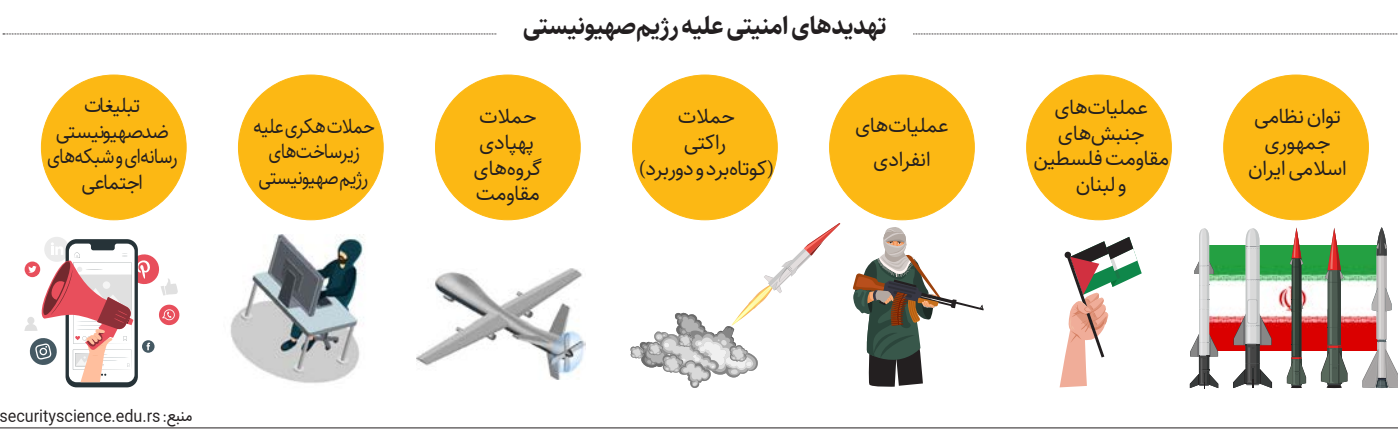 تهدیدهای امنیتی علیه رژیم صهیونیستی
توان نظامی
جمهوری
اسلامی ایران
عملیات‌های
جنبش‌های
مقاومت فلسطین
و لبنان
عملیات‌های
انفرادی
حملات
راکتی
(کوتاه‌برد و دوربرد)
حملات
پهپادی
گروه‌های
مقاومت
حملات هکری علیه
زیرساخت‌های
رژیم صهیونیستی
تبلیغات
ضدصهیونیستی
رسانه‌ای و شبکه‌های
اجتماعی
منبع: securityscience.edu.rs